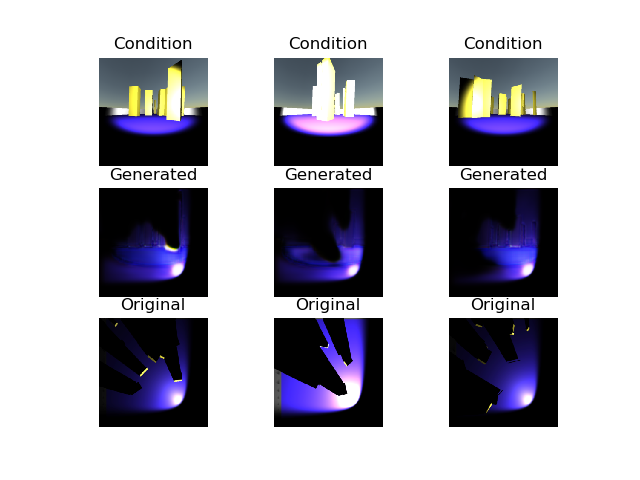 Condition Condition Condition
Generated Generated Generated
Original Original Original